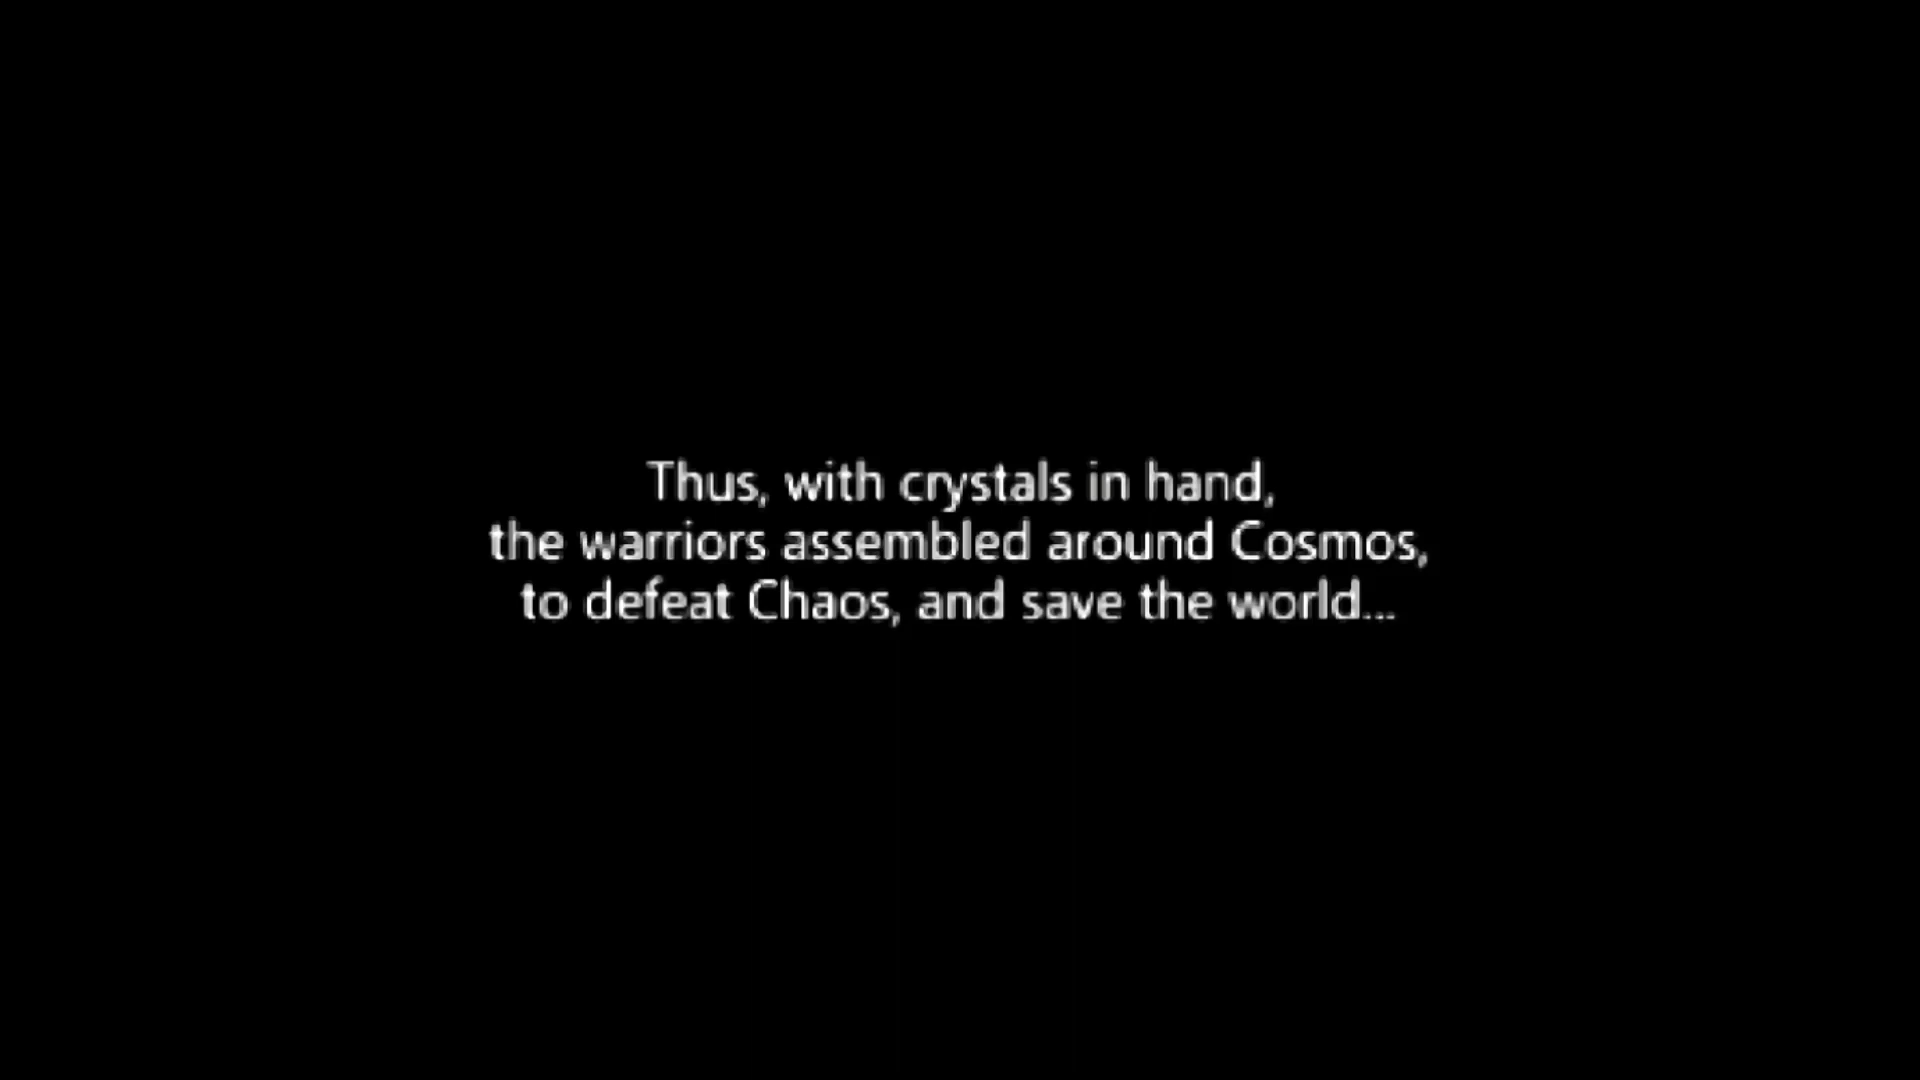 Thus, with crystals in hand,
the warriors assembled around Cosmos,
to defeat Chaos, and save the world...